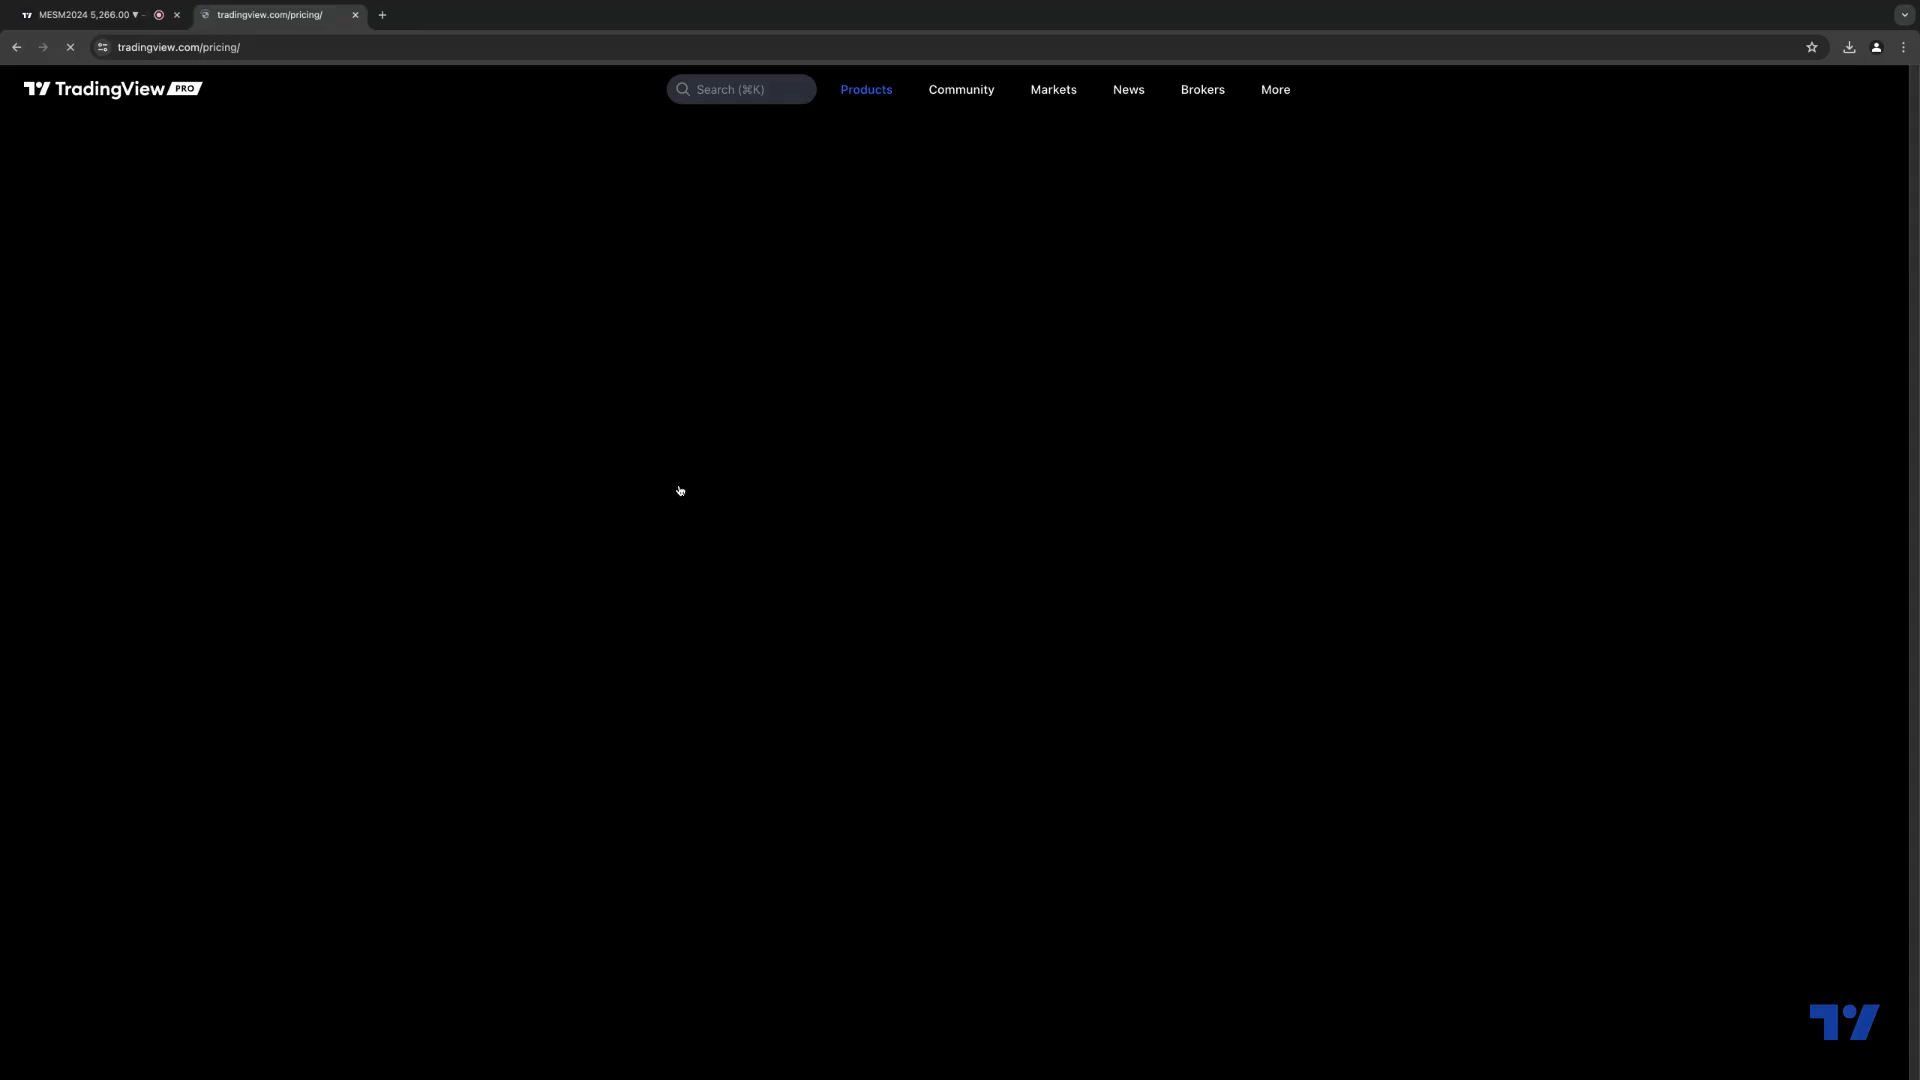 MESM2024 5,266.00 ▼ –
tradingview.com/pricing/
tradingview.com/pricing/
TradingView PRO
Search (⌘K)
Products
Community
Markets
News
Brokers
More